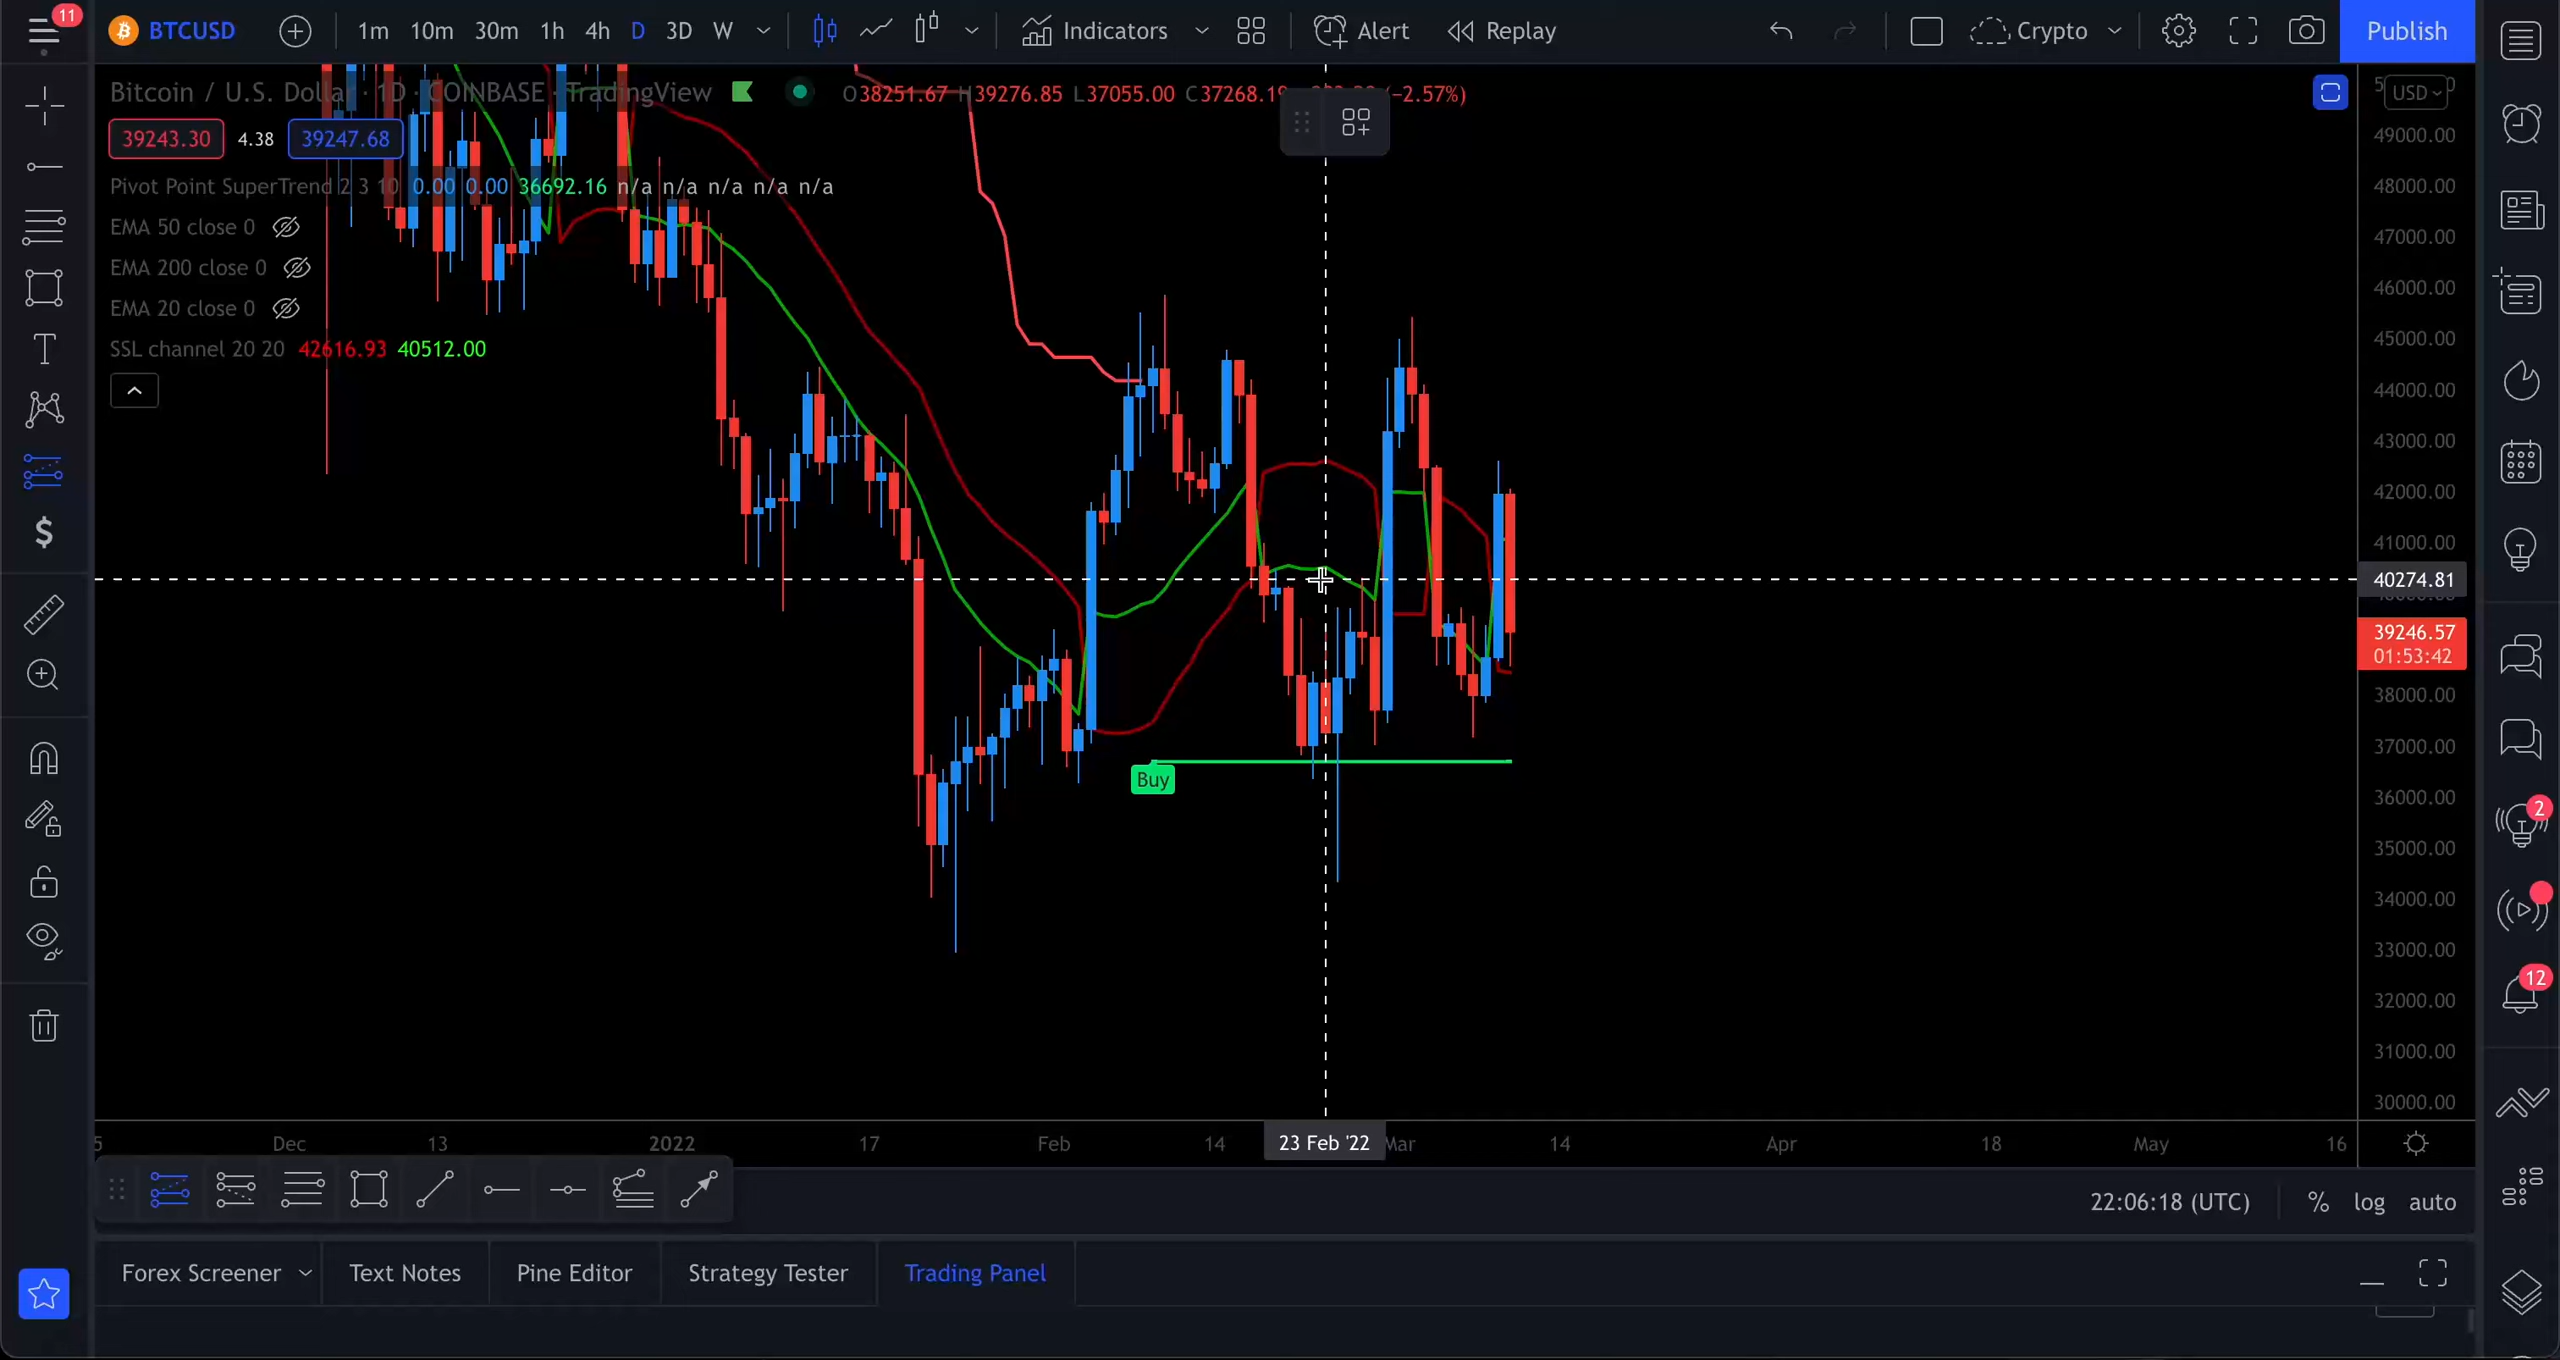 11
BTCUSD 1m 10m 30m 1h 4h D 3D W Indicators Alert Replay Crypto Publish
Bitcoin / U.S. Dollar · 1D · COINBASE · TradingView O38251.67 H39276.85 L37055.00 C37268.19 (−2.57%)
USD
39243.30 4.38 39247.68
Pivot Point SuperTrend 2 3 10 0.00 0.00 36692.16 n/a n/a n/a n/a n/a
EMA 50 close 0
EMA 200 close 0
EMA 20 close 0
SSL channel 20 20 42616.93 40512.00
49000.00
48000.00
47000.00
46000.00
45000.00
44000.00
43000.00
42000.00
41000.00
40274.81
39246.57
01:53:42
38000.00
37000.00
36000.00
35000.00
34000.00
33000.00
32000.00
31000.00
30000.00
Buy
2
12
5 Dec 13 2022 17 Feb 14 23 Feb '22 Mar 14 Apr 18 May 16
22:06:18 (UTC) % log auto
Forex Screener Text Notes Pine Editor Strategy Tester Trading Panel